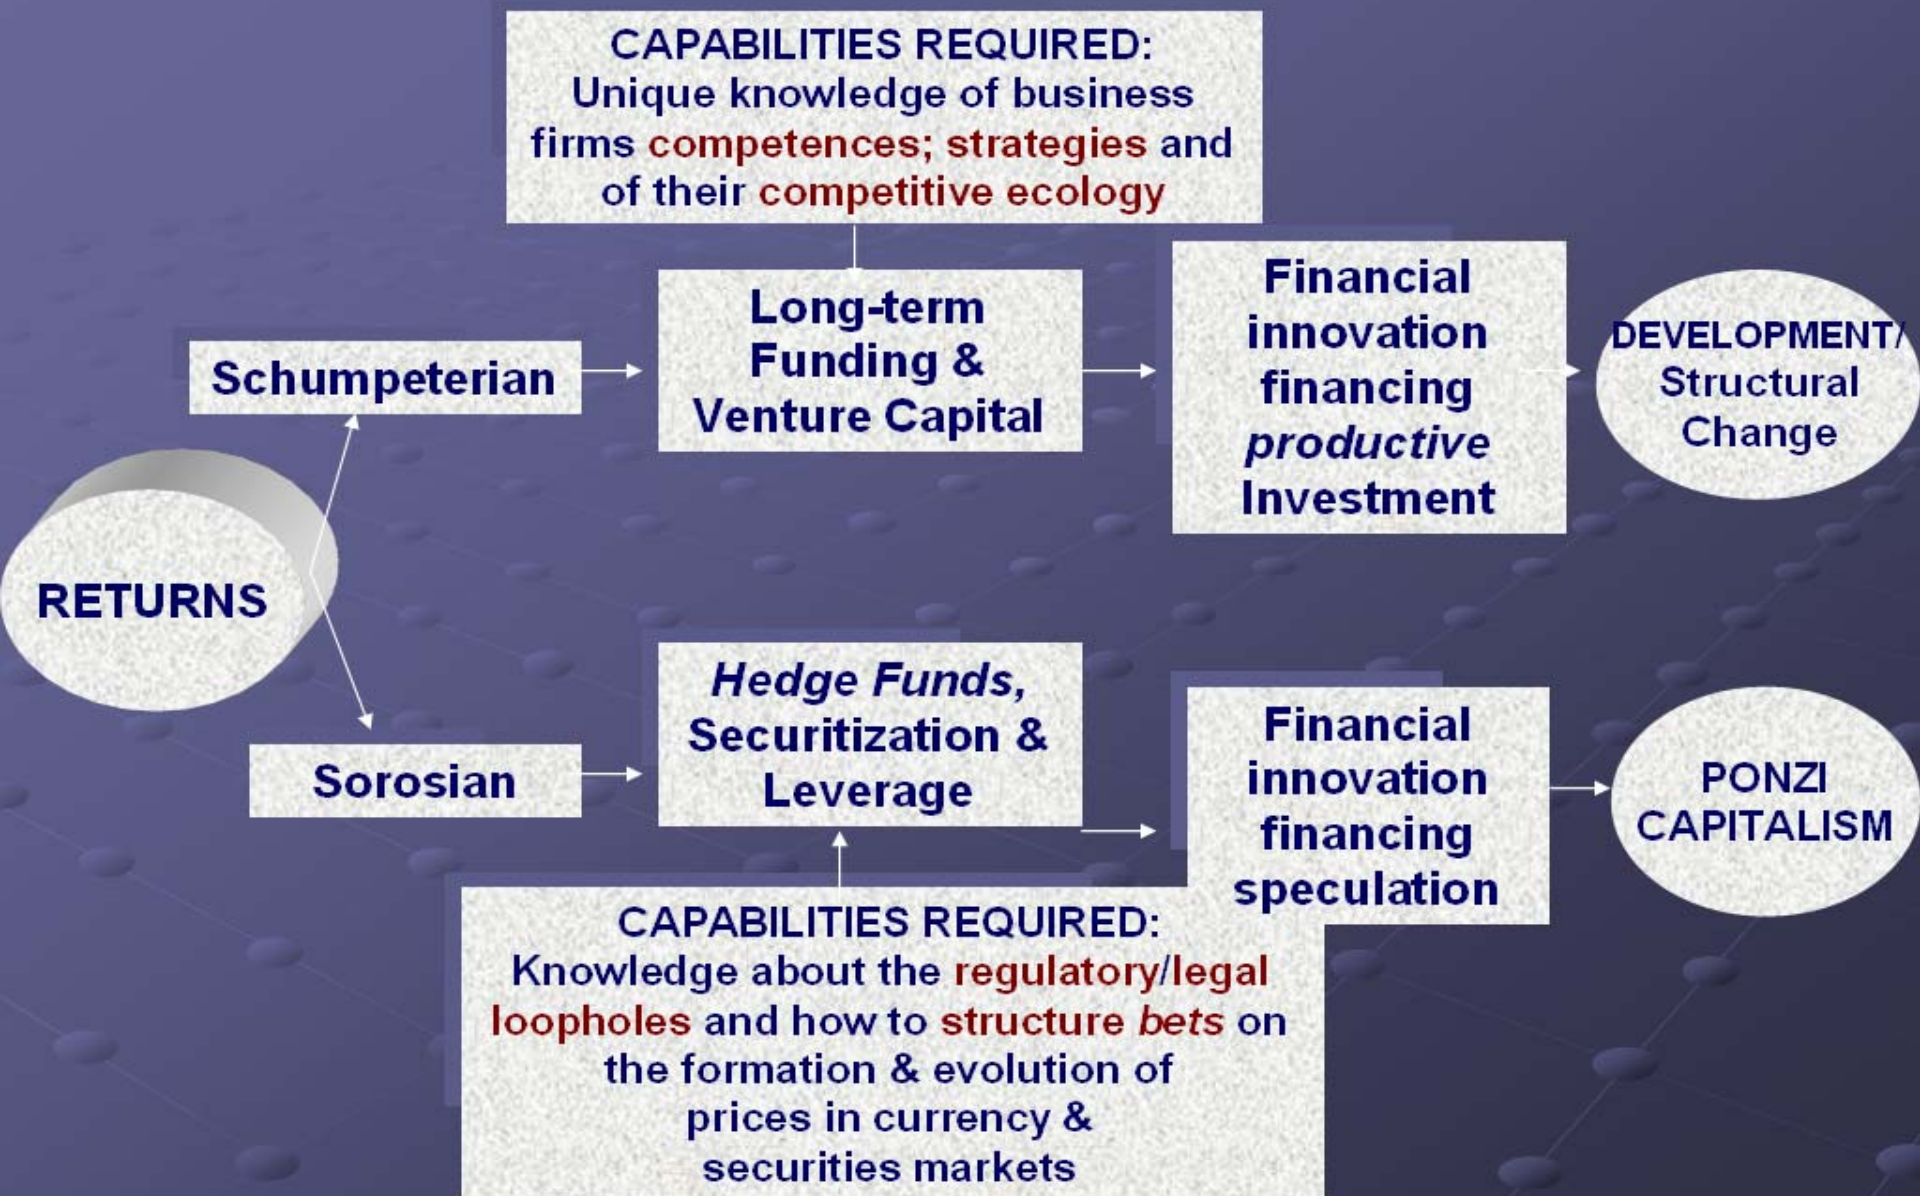 CAPABILITIES REQUIRED:
Unique knowledge of business
firms competences; strategies and
of their competitive ecology
Schumpeterian
Long-term
Funding &
Venture Capital
Financial
innovation
financing
productive
Investment
DEVELOPMENT/
Structural
Change
RETURNS
Sorosian
Hedge Funds,
Securitization &
Leverage
Financial
innovation
financing
speculation
PONZI
CAPITALISM
CAPABILITIES REQUIRED:
Knowledge about the regulatory/legal
loopholes and how to structure bets on
the formation & evolution of
prices in currency &
securities markets